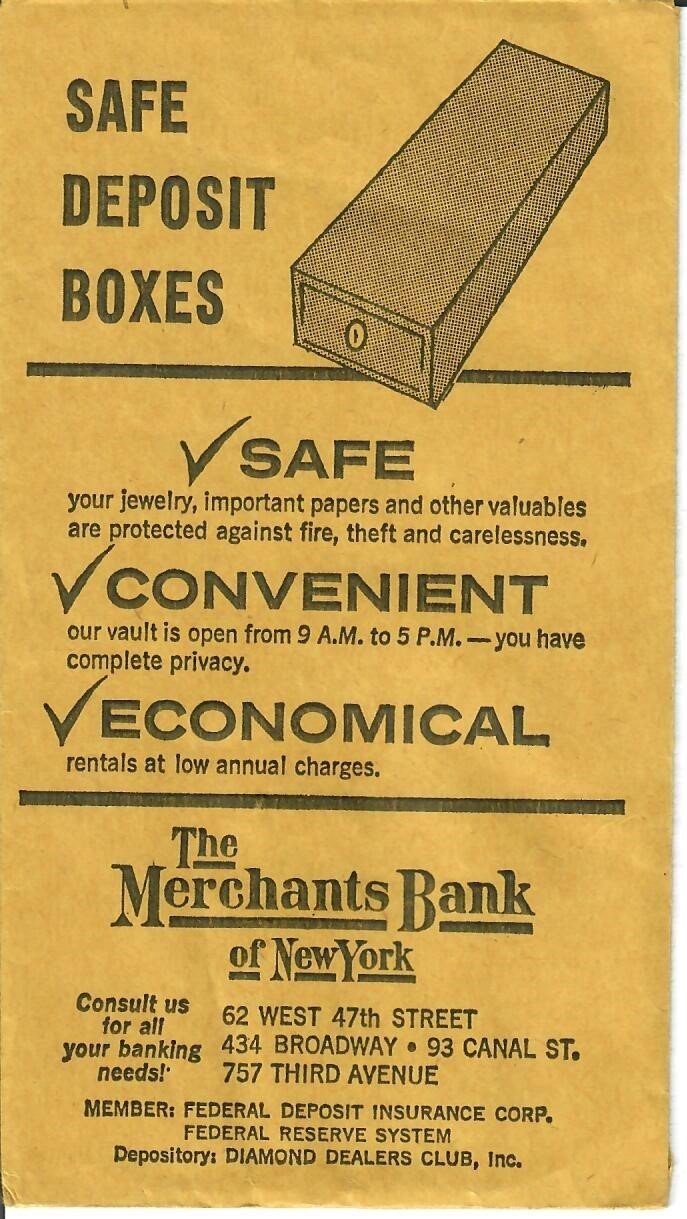 SAFE
DEPOSIT
BOXES
✓SAFE
your jewelry, important papers and other valuables
are protected against fire, theft and carelessness.
✓CONVENIENT
our vault is open from 9 A.M. to 5 P.M. — you have
complete privacy.
✓ECONOMICAL
rentals at low annual charges.
The
Merchants Bank
of New York
Consult us
for all
your banking
needs!
62 WEST 47th STREET
434 BROADWAY • 93 CANAL ST.
757 THIRD AVENUE
MEMBER: FEDERAL DEPOSIT INSURANCE CORP.
FEDERAL RESERVE SYSTEM
Depository: DIAMOND DEALERS CLUB, Inc.